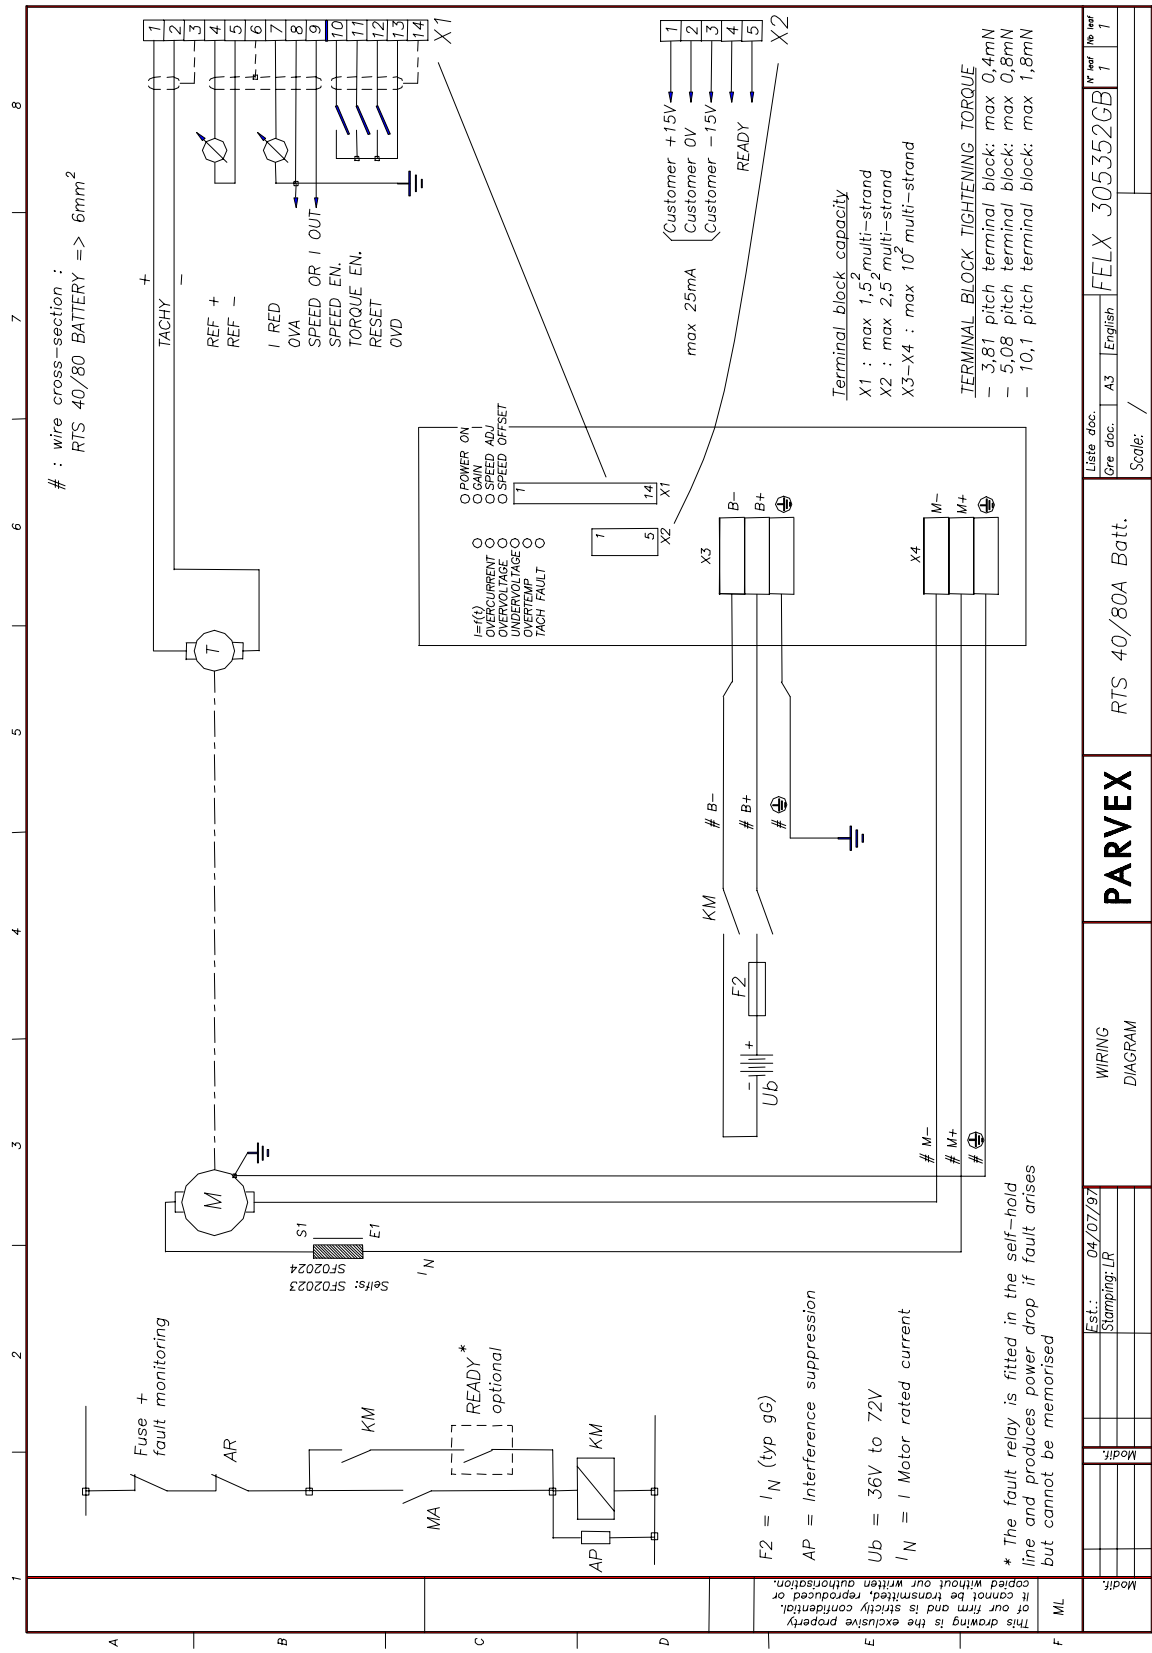 # : wire cross-section :
RTS 40/80 BATTERY => 6mm²
1
2
3
4
5
6
7
8
9
10
11
12
13
14
X1
+
TACHY
-
REF +
REF -
I RED
0VA
SPEED OR I OUT
SPEED EN.
TORQUE EN.
RESET
0VD
1
2
3
4
5
X2
Customer +15V
Customer 0V
Customer -15V
READY
max 25mA
Terminal block capacity
X1 : max 1,5² multi-strand
X2 : max 2,5² multi-strand
X3-X4 : max 10² multi-strand
TERMINAL BLOCK TIGHTENING TORQUE
- 3,81 pitch terminal block: max 0,4mN
- 5,08 pitch terminal block: max 0,8mN
- 10,1 pitch terminal block: max 1,8mN
POWER ON
GAIN
SPEED ADJ
SPEED OFFSET
I=f(t)
OVERCURRENT
OVERVOLTAGE
UNDERVOLTAGE
OVERTEMP
TACH FAULT
1
14
X1
1
5
X2
X3
B-
B+
X4
M-
M+
T
# B-
# B+
#
KM
F2
- +
Ub
M
S1
E1
Selfs: SF02023
SF02024
I N
# M-
# M+
#
Fuse +
fault monitoring
AR
KM
READY *
optional
MA
KM
AP
F2 = I N (typ gG)
AP = Interference suppression
Ub = 36V to 72V
I N = I Motor rated current
* The fault relay is fitted in the self-hold
line and produces power drop if fault arises
but cannot be memorised
This drawing is the exclusive property
of our firm and is strictly confidential.
It cannot be transmitted, reproduced or
copied without our written authorisation.
ML
Modif.
Modif.
Est.: 04/07/97
Stamping: LR
WIRING
DIAGRAM
PARVEX
RTS 40/80A Batt.
Liste doc.
Gre doc.
A3
English
FELX 305352GB
N° leaf
1
Nb leaf
1
Scale: /
1
2
3
4
5
6
7
8
A
B
C
D
E
F